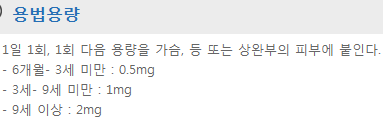 용법용량
1일 1회, 1회 다음 용량을 가슴, 등 또는 상완부의 피부에 붙인다.
- 6개월- 3세 미만 : 0.5mg
- 3세- 9세 미만 : 1mg
- 9세 이상 : 2mg